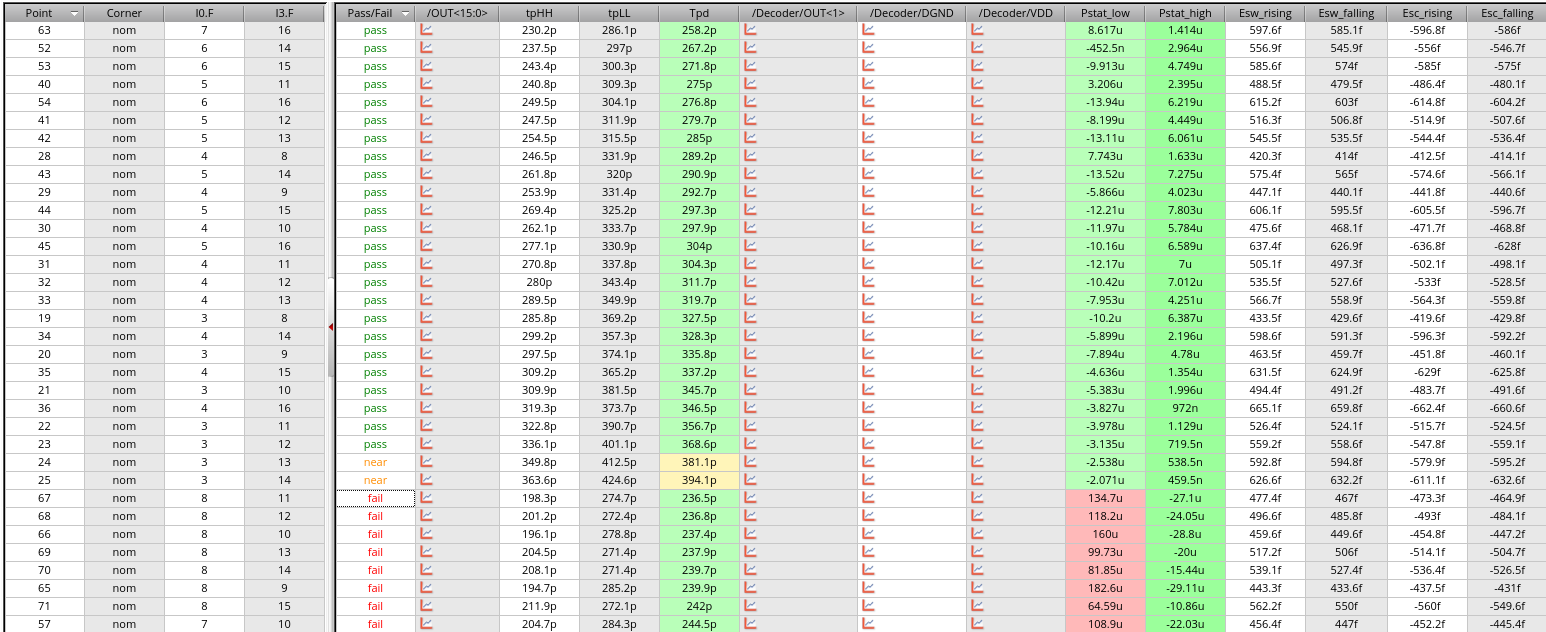 Point Corner I0.F I3.F Pass/Fail /OUT<15:0> tpHH tpLL Tpd /Decoder/OUT<1> /Decoder/DGND /Decoder/VDD Pstat_low Pstat_high Esw_rising Esw_falling Esc_rising Esc_falling
63 nom 7 16 pass 230.2p 286.1p 258.2p 8.617u 1.414u 597.6f 585.1f -596.8f -586f
52 nom 6 14 pass 237.5p 297p 267.2p -452.5n 2.964u 556.9f 545.9f -556f -546.7f
53 nom 6 15 pass 243.4p 300.3p 271.8p -9.913u 4.749u 585.6f 574f -585f -575f
40 nom 5 11 pass 240.8p 309.3p 275p 3.206u 2.395u 488.5f 479.5f -486.4f -480.1f
54 nom 6 16 pass 249.5p 304.1p 276.8p -13.94u 6.219u 615.2f 603f -614.8f -604.2f
41 nom 5 12 pass 247.5p 311.9p 279.7p -8.199u 4.449u 516.3f 506.8f -514.9f -507.6f
42 nom 5 13 pass 254.5p 315.5p 285p -13.11u 6.061u 545.5f 535.5f -544.4f -536.4f
28 nom 4 8 pass 246.5p 331.9p 289.2p 7.743u 1.633u 420.3f 414f -412.5f -414.1f
43 nom 5 14 pass 261.8p 320p 290.9p -13.52u 7.275u 575.4f 565f -574.6f -566.1f
29 nom 4 9 pass 253.9p 331.4p 292.7p -5.866u 4.023u 447.1f 440.1f -441.8f -440.6f
44 nom 5 15 pass 269.4p 325.2p 297.3p -12.21u 7.803u 606.1f 595.5f -605.5f -596.7f
30 nom 4 10 pass 262.1p 333.7p 297.9p -11.97u 5.784u 475.6f 468.1f -471.7f -468.8f
45 nom 5 16 pass 277.1p 330.9p 304p -10.16u 6.589u 637.4f 626.9f -636.8f -628f
31 nom 4 11 pass 270.8p 337.8p 304.3p -12.17u 7u 505.1f 497.3f -502.1f -498.1f
32 nom 4 12 pass 280p 343.4p 311.7p -10.42u 7.012u 535.5f 527.6f -533f -528.5f
33 nom 4 13 pass 289.5p 349.9p 319.7p -7.953u 4.251u 566.7f 558.9f -564.3f -559.8f
19 nom 3 8 pass 285.8p 369.2p 327.5p -10.2u 6.387u 433.5f 429.6f -419.6f -429.8f
34 nom 4 14 pass 299.2p 357.3p 328.3p -5.899u 2.196u 598.6f 591.3f -596.3f -592.2f
20 nom 3 9 pass 297.5p 374.1p 335.8p -7.894u 4.78u 463.5f 459.7f -451.8f -460.1f
35 nom 4 15 pass 309.2p 365.2p 337.2p -4.636u 1.354u 631.5f 624.9f -629f -625.8f
21 nom 3 10 pass 309.9p 381.5p 345.7p -5.383u 1.996u 494.4f 491.2f -483.7f -491.6f
36 nom 4 16 pass 319.3p 373.7p 346.5p -3.827u 972n 665.1f 659.8f -662.4f -660.6f
22 nom 3 11 pass 322.8p 390.7p 356.7p -3.978u 1.129u 526.4f 524.1f -515.7f -524.5f
23 nom 3 12 pass 336.1p 401.1p 368.6p -3.135u 719.5n 559.2f 558.6f -547.8f -559.1f
24 nom 3 13 near 349.8p 412.5p 381.1p -2.538u 538.5n 592.8f 594.8f -579.9f -595.2f
25 nom 3 14 near 363.6p 424.6p 394.1p -2.071u 459.5n 626.6f 632.2f -611.1f -632.6f
67 nom 8 11 fail 198.3p 274.7p 236.5p 134.7u -27.1u 477.4f 467f -473.3f -464.9f
68 nom 8 12 fail 201.2p 272.4p 236.8p 118.2u -24.05u 496.6f 485.8f -493f -484.1f
66 nom 8 10 fail 196.1p 278.8p 237.4p 160u -28.8u 459.6f 449.6f -454.8f -447.2f
69 nom 8 13 fail 204.5p 271.4p 237.9p 99.73u -20u 517.2f 506f -514.1f -504.7f
70 nom 8 14 fail 208.1p 271.4p 239.7p 81.85u -15.44u 539.1f 527.4f -536.4f -526.5f
65 nom 8 9 fail 194.7p 285.2p 239.9p 182.6u -29.11u 443.3f 433.6f -437.5f -431f
71 nom 8 15 fail 211.9p 272.1p 242p 64.59u -10.86u 562.2f 550f -560f -549.6f
57 nom 7 10 fail 204.7p 284.3p 244.5p 108.9u -22.03u 456.4f 447f -452.2f -445.4f